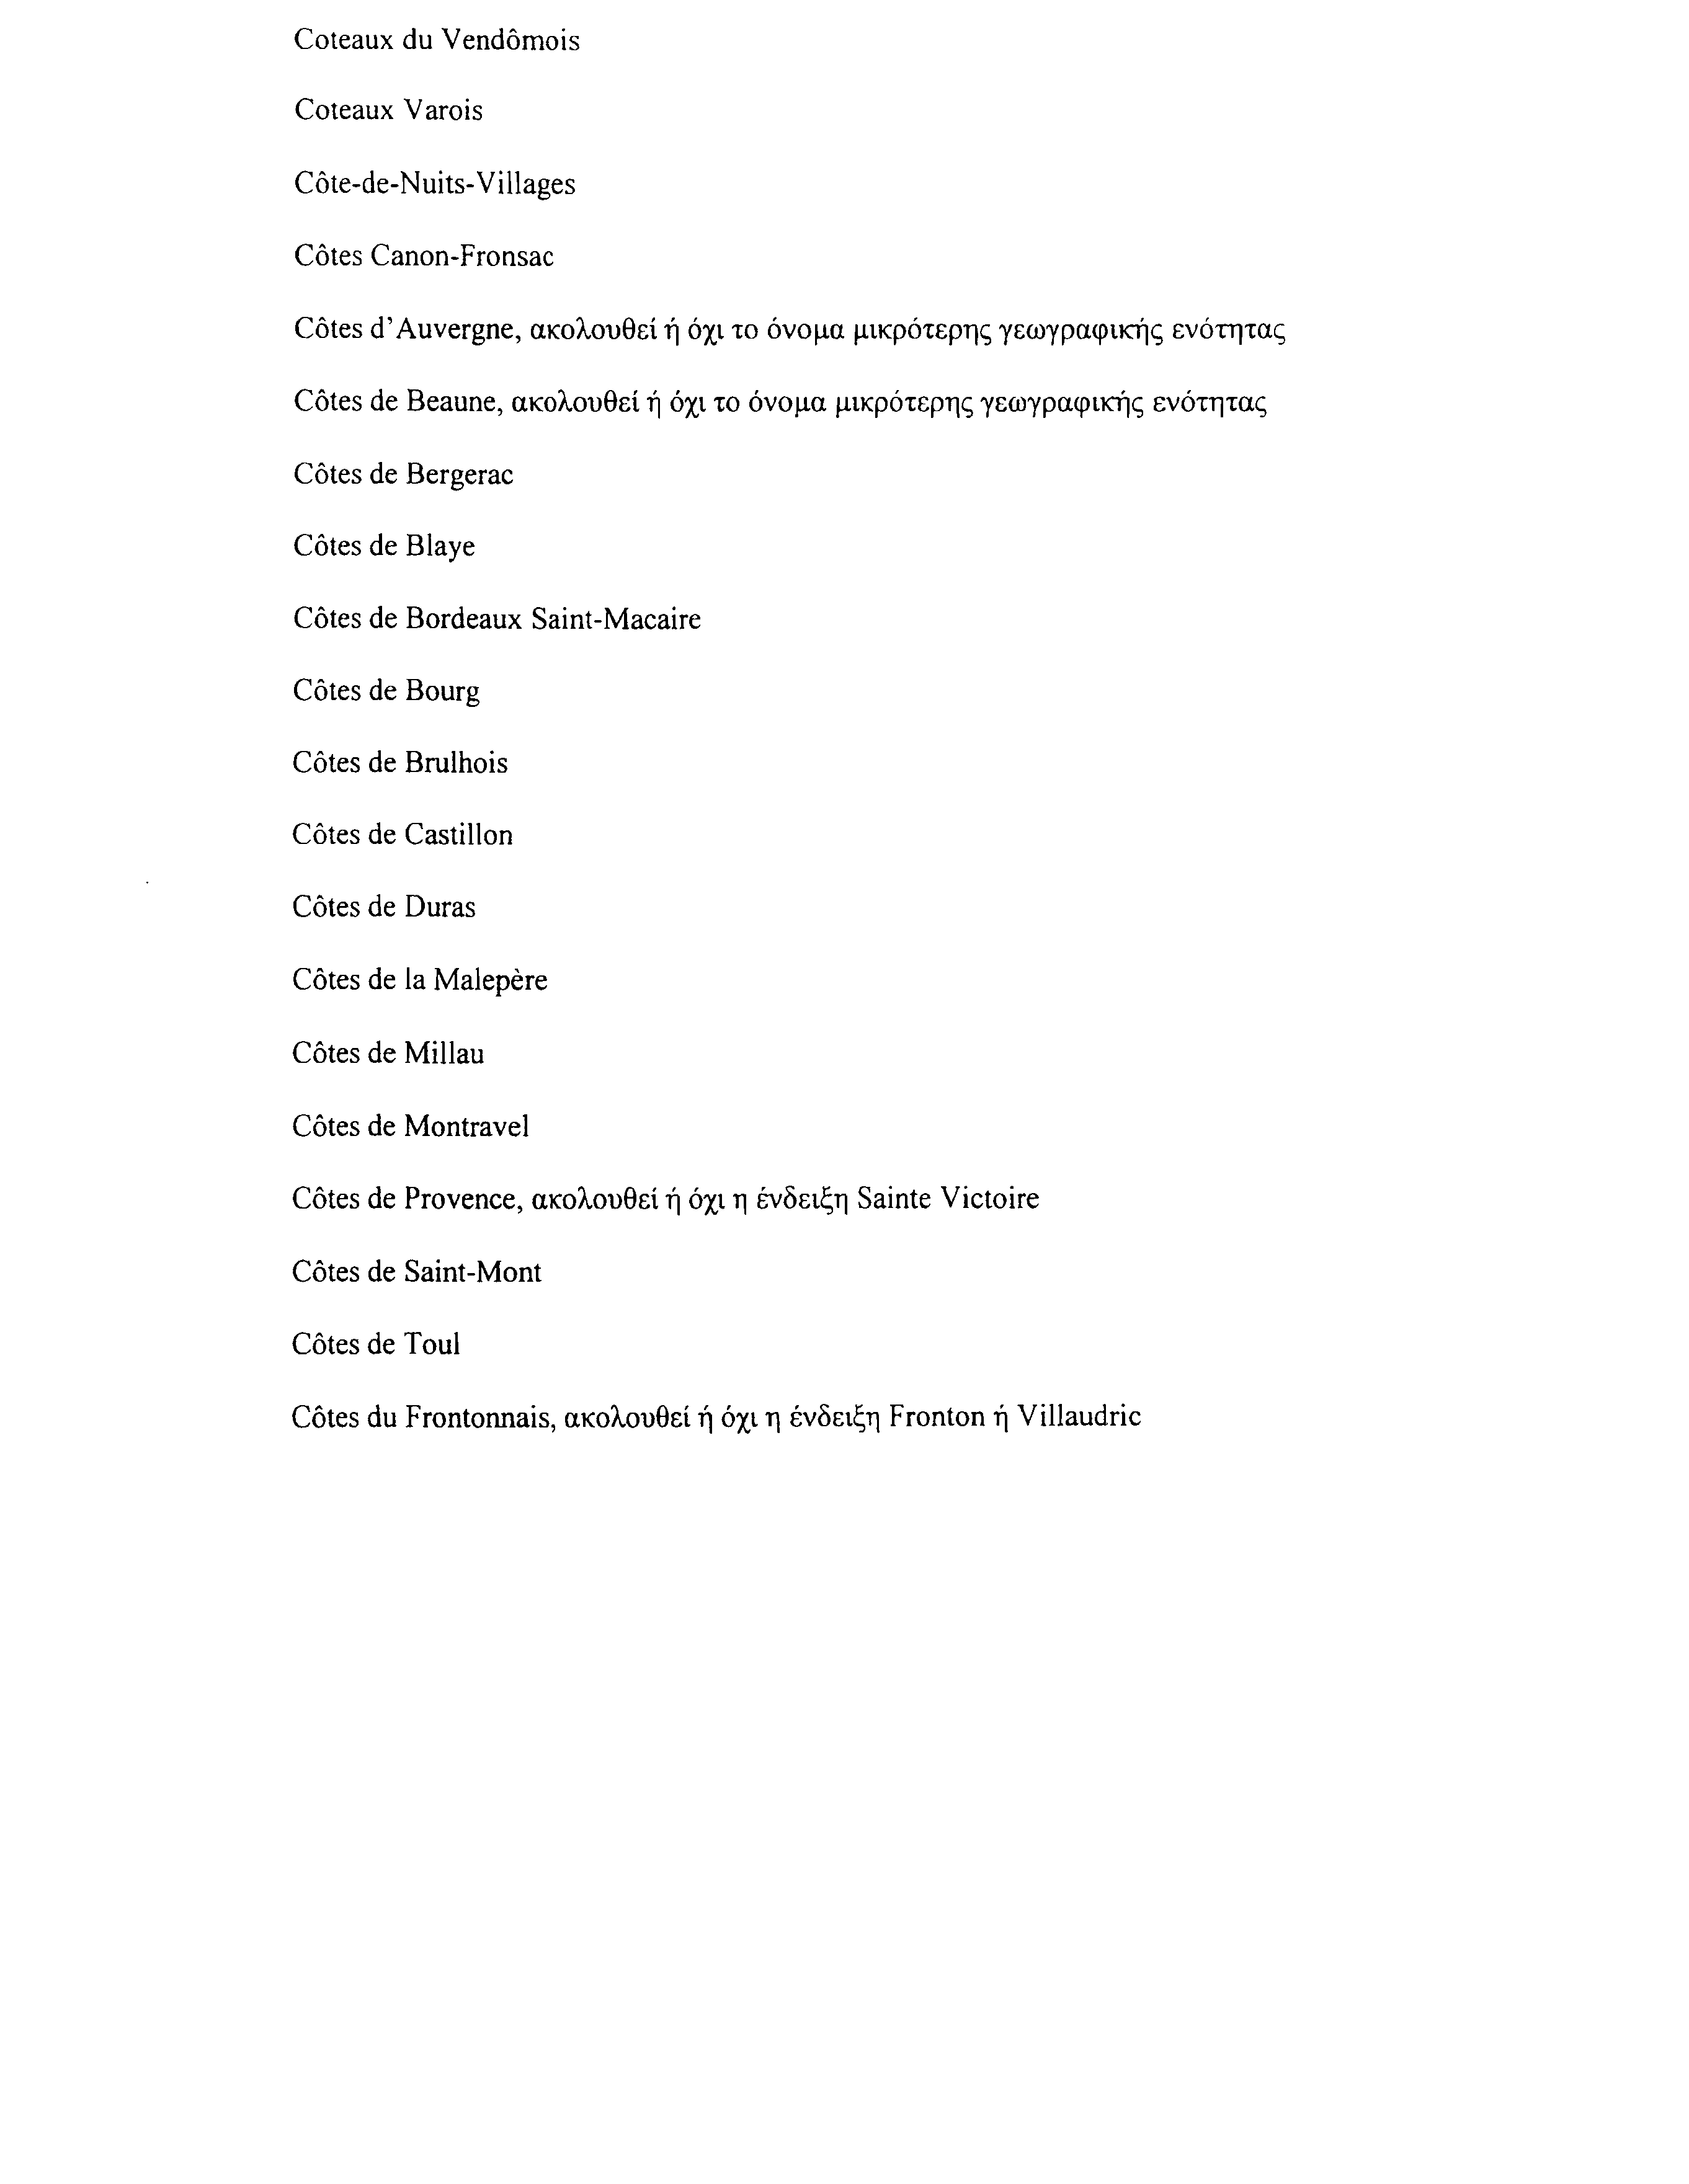 Coteaux du Vendômois
Coteaux Varois
Côte-de-Nuits-Villages
Côtes Canon-Fronsac
Côtes d’Auvergne, ακολουθεί ή όχι το όνομα μικρότερης γεωγραφικής ενότητας
Côtes de Beaune, ακολουθεί ή όχι το όνομα μικρότερης γεωγραφικής ενότητας
Côtes de Bergerac
Côtes de Blaye
Côtes de Bordeaux Saint-Macaire
Côtes de Bourg
Côtes de Brulhois
Côtes de Castillon
Côtes de Duras
Côtes de la Malepère
Côtes de Millau
Côtes de Montravel
Côtes de Provence, ακολουθεί ή όχι η ένδειξη Sainte Victoire
Côtes de Saint-Mont
Côtes de Toul
Côtes du Frontonnais, ακολουθεί ή όχι η ένδειξη Fronton ή Villaudric